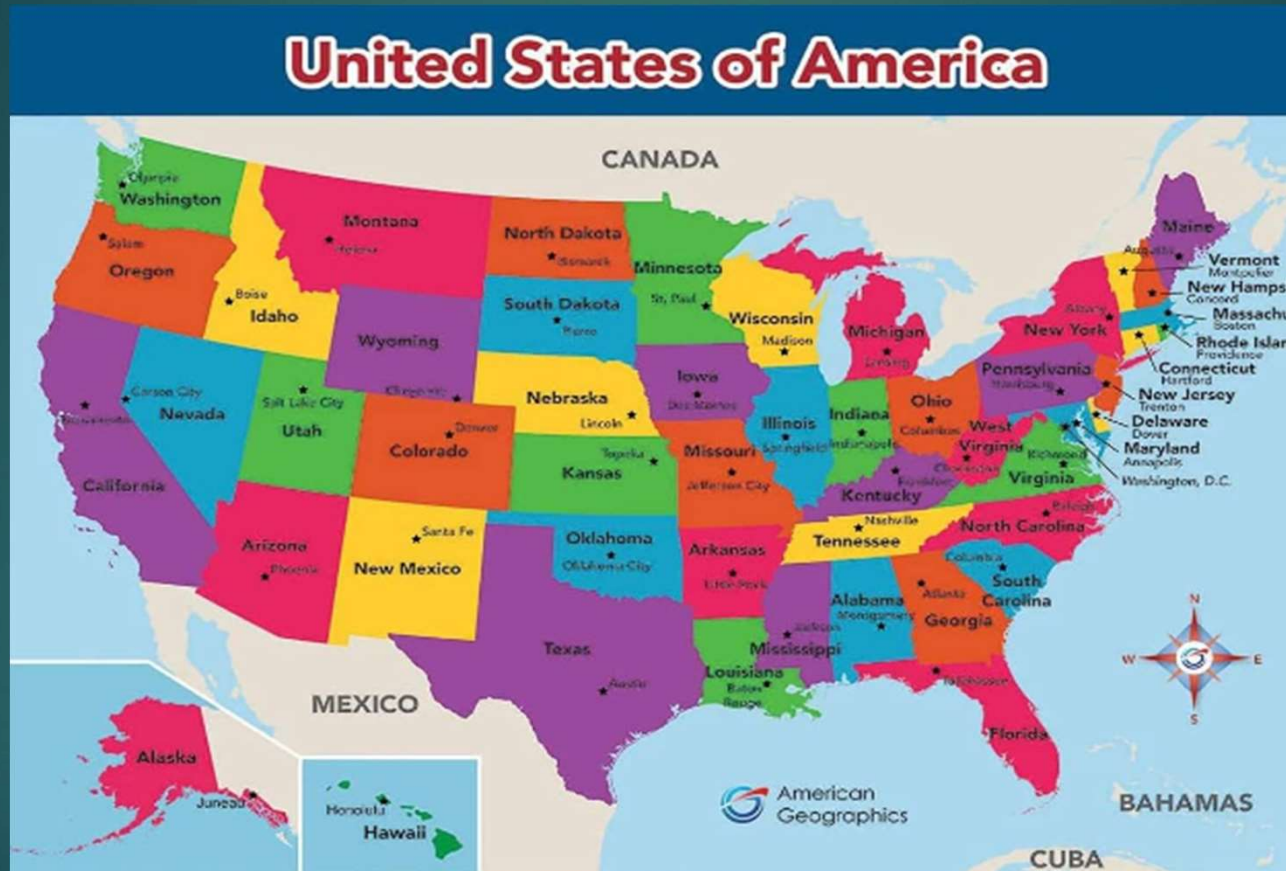 United States of America
CANADA
Olympia
Washington
Salem
Oregon
Boise
Idaho
Montana
Helena
North Dakota
Bismarck
South Dakota
Pierre
Minnesota
St. Paul
Wisconsin
Madison
Michigan
Lansing
Maine
Augusta
Vermont
Montpelier
New Hamps
Concord
Massachu
Boston
Rhode Islan
Providence
Connecticut
Hartford
New Jersey
Trenton
Delaware
Dover
Maryland
Annapolis
Washington, D.C.
New York
Albany
Pennsylvania
Harrisburg
Wyoming
Cheyenne
Carson City
Nevada
Sacramento
California
Salt Lake City
Utah
Denver
Colorado
Nebraska
Lincoln
Iowa
Des Moines
Topeka
Kansas
Missouri
Jefferson City
Illinois
Springfield
Indiana
Indianapolis
Ohio
Columbus
West
Virginia
Charleston
Richmond
Virginia
Frankfort
Kentucky
Nashville
Tennessee
Raleigh
North Carolina
Columbia
South
Carolina
Arizona
Phoenix
Santa Fe
New Mexico
Oklahoma
Oklahoma City
Arkansas
Little Rock
Texas
Austin
Louisiana
Baton
Rouge
Jackson
Mississippi
Alabama
Montgomery
Atlanta
Georgia
Tallahassee
Florida
N
W
E
S
MEXICO
Alaska
Juneau
Honolulu
Hawaii
American
Geographics
BAHAMAS
CUBA